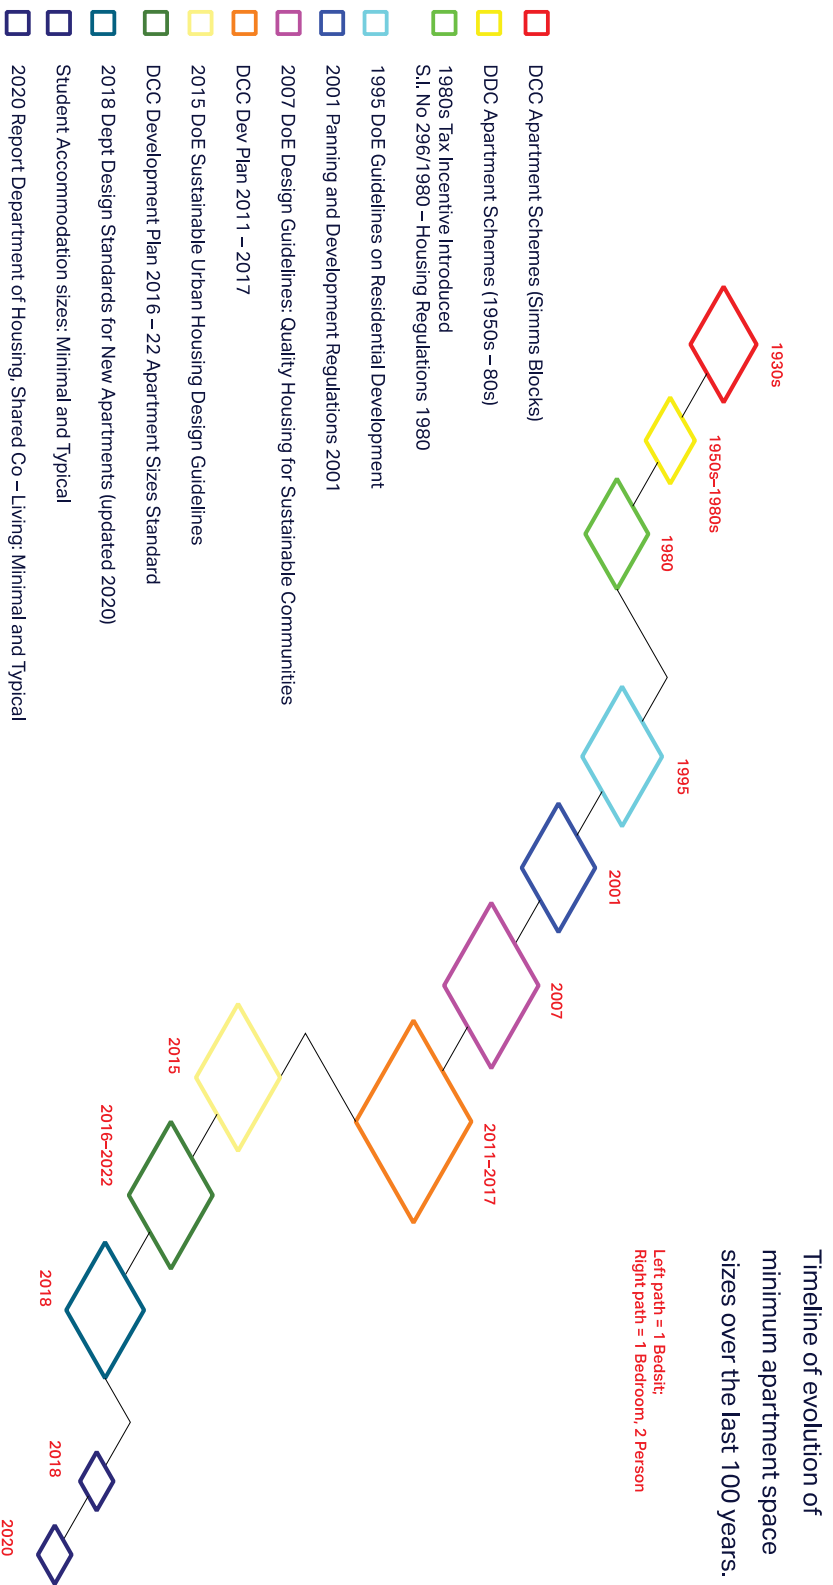 Timeline of evolution of
minimum apartment space
sizes over the last 100 years.
Left path = 1 Bedsit;
Right path = 1 Bedroom, 2 Person
1930s
1950s–1980s
1980
1995
2001
2007
2011–2017
2015
2016–2022
2018
2018
2020
DCC Apartment Schemes (Simms Blocks)
DDC Apartment Schemes (1950s – 80s)
1980s Tax Incentive Introduced
S.I. No 296/1980 – Housing Regulations 1980
1995 DoE Guidelines on Residential Development
2001 Panning and Development Regulations 2001
2007 DoE Design Guidelines: Quality Housing for Sustainable Communities
DCC Dev Plan 2011 – 2017
2015 DoE Sustainable Urban Housing Design Guidelines
DCC Development Plan 2016 – 22 Apartment Sizes Standard
2018 Dept Design Standards for New Apartments (updated 2020)
Student Accommodation sizes: Minimal and Typical
2020 Report Department of Housing, Shared Co – Living: Minimal and Typical